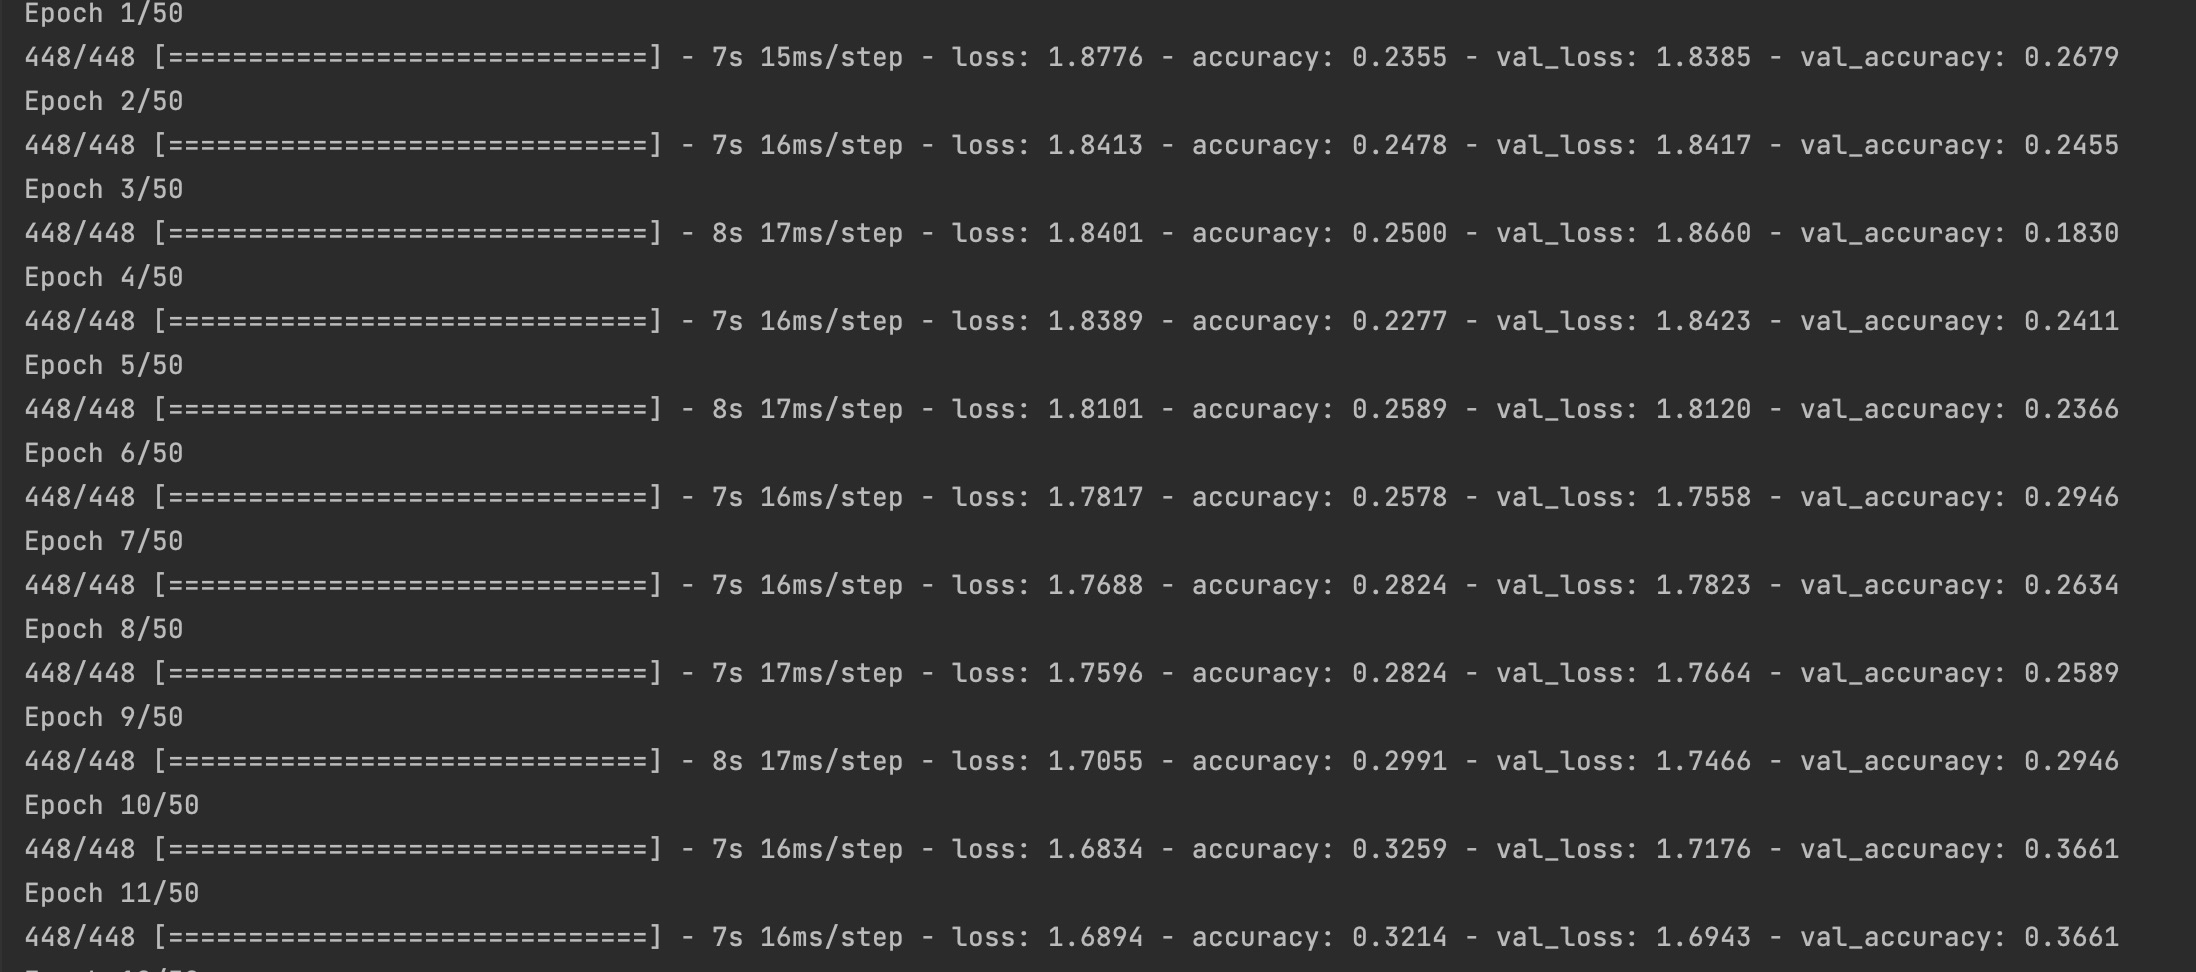 Epoch 1/50
448/448 [==============================] - 7s 15ms/step - loss: 1.8776 - accuracy: 0.2355 - val_loss: 1.8385 - val_accuracy: 0.2679
Epoch 2/50
448/448 [==============================] - 7s 16ms/step - loss: 1.8413 - accuracy: 0.2478 - val_loss: 1.8417 - val_accuracy: 0.2455
Epoch 3/50
448/448 [==============================] - 8s 17ms/step - loss: 1.8401 - accuracy: 0.2500 - val_loss: 1.8660 - val_accuracy: 0.1830
Epoch 4/50
448/448 [==============================] - 7s 16ms/step - loss: 1.8389 - accuracy: 0.2277 - val_loss: 1.8423 - val_accuracy: 0.2411
Epoch 5/50
448/448 [==============================] - 8s 17ms/step - loss: 1.8101 - accuracy: 0.2589 - val_loss: 1.8120 - val_accuracy: 0.2366
Epoch 6/50
448/448 [==============================] - 7s 16ms/step - loss: 1.7817 - accuracy: 0.2578 - val_loss: 1.7558 - val_accuracy: 0.2946
Epoch 7/50
448/448 [==============================] - 7s 16ms/step - loss: 1.7688 - accuracy: 0.2824 - val_loss: 1.7823 - val_accuracy: 0.2634
Epoch 8/50
448/448 [==============================] - 7s 17ms/step - loss: 1.7596 - accuracy: 0.2824 - val_loss: 1.7664 - val_accuracy: 0.2589
Epoch 9/50
448/448 [==============================] - 8s 17ms/step - loss: 1.7055 - accuracy: 0.2991 - val_loss: 1.7466 - val_accuracy: 0.2946
Epoch 10/50
448/448 [==============================] - 7s 16ms/step - loss: 1.6834 - accuracy: 0.3259 - val_loss: 1.7176 - val_accuracy: 0.3661
Epoch 11/50
448/448 [==============================] - 7s 16ms/step - loss: 1.6894 - accuracy: 0.3214 - val_loss: 1.6943 - val_accuracy: 0.3661